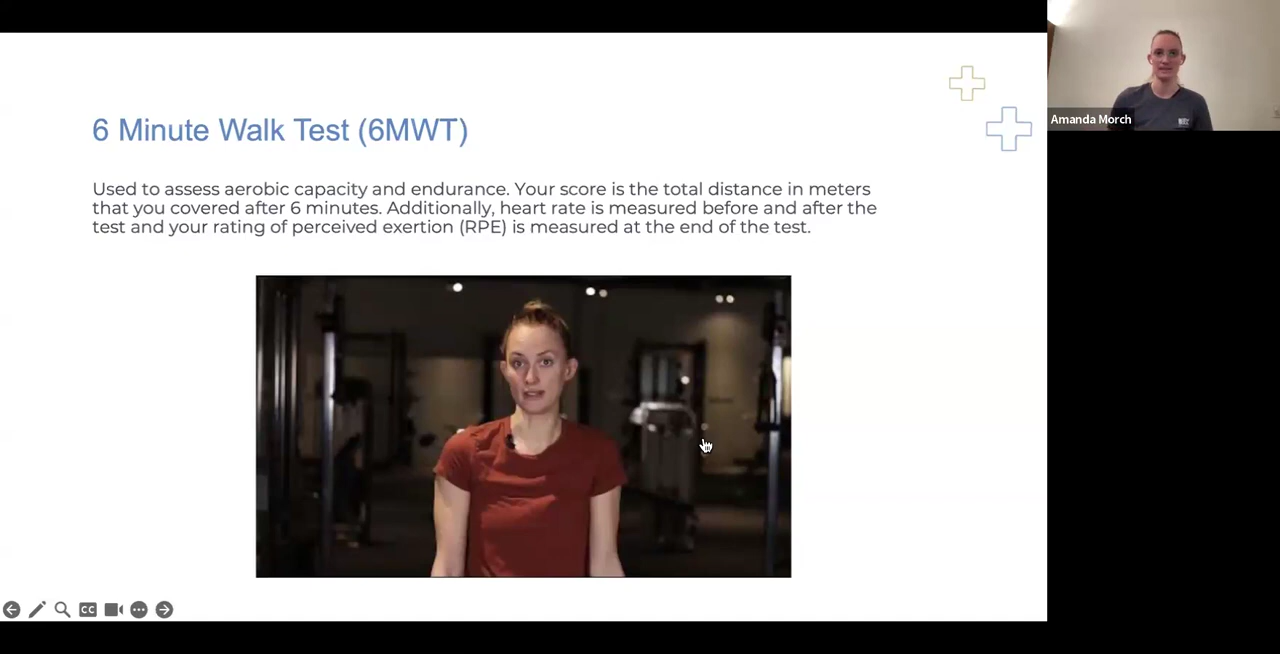 6 Minute Walk Test (6MWT)
Used to assess aerobic capacity and endurance. Your score is the total distance in meters
that you covered after 6 minutes. Additionally, heart rate is measured before and after the
test and your rating of perceived exertion (RPE) is measured at the end of the test.
Amanda Morch
CC